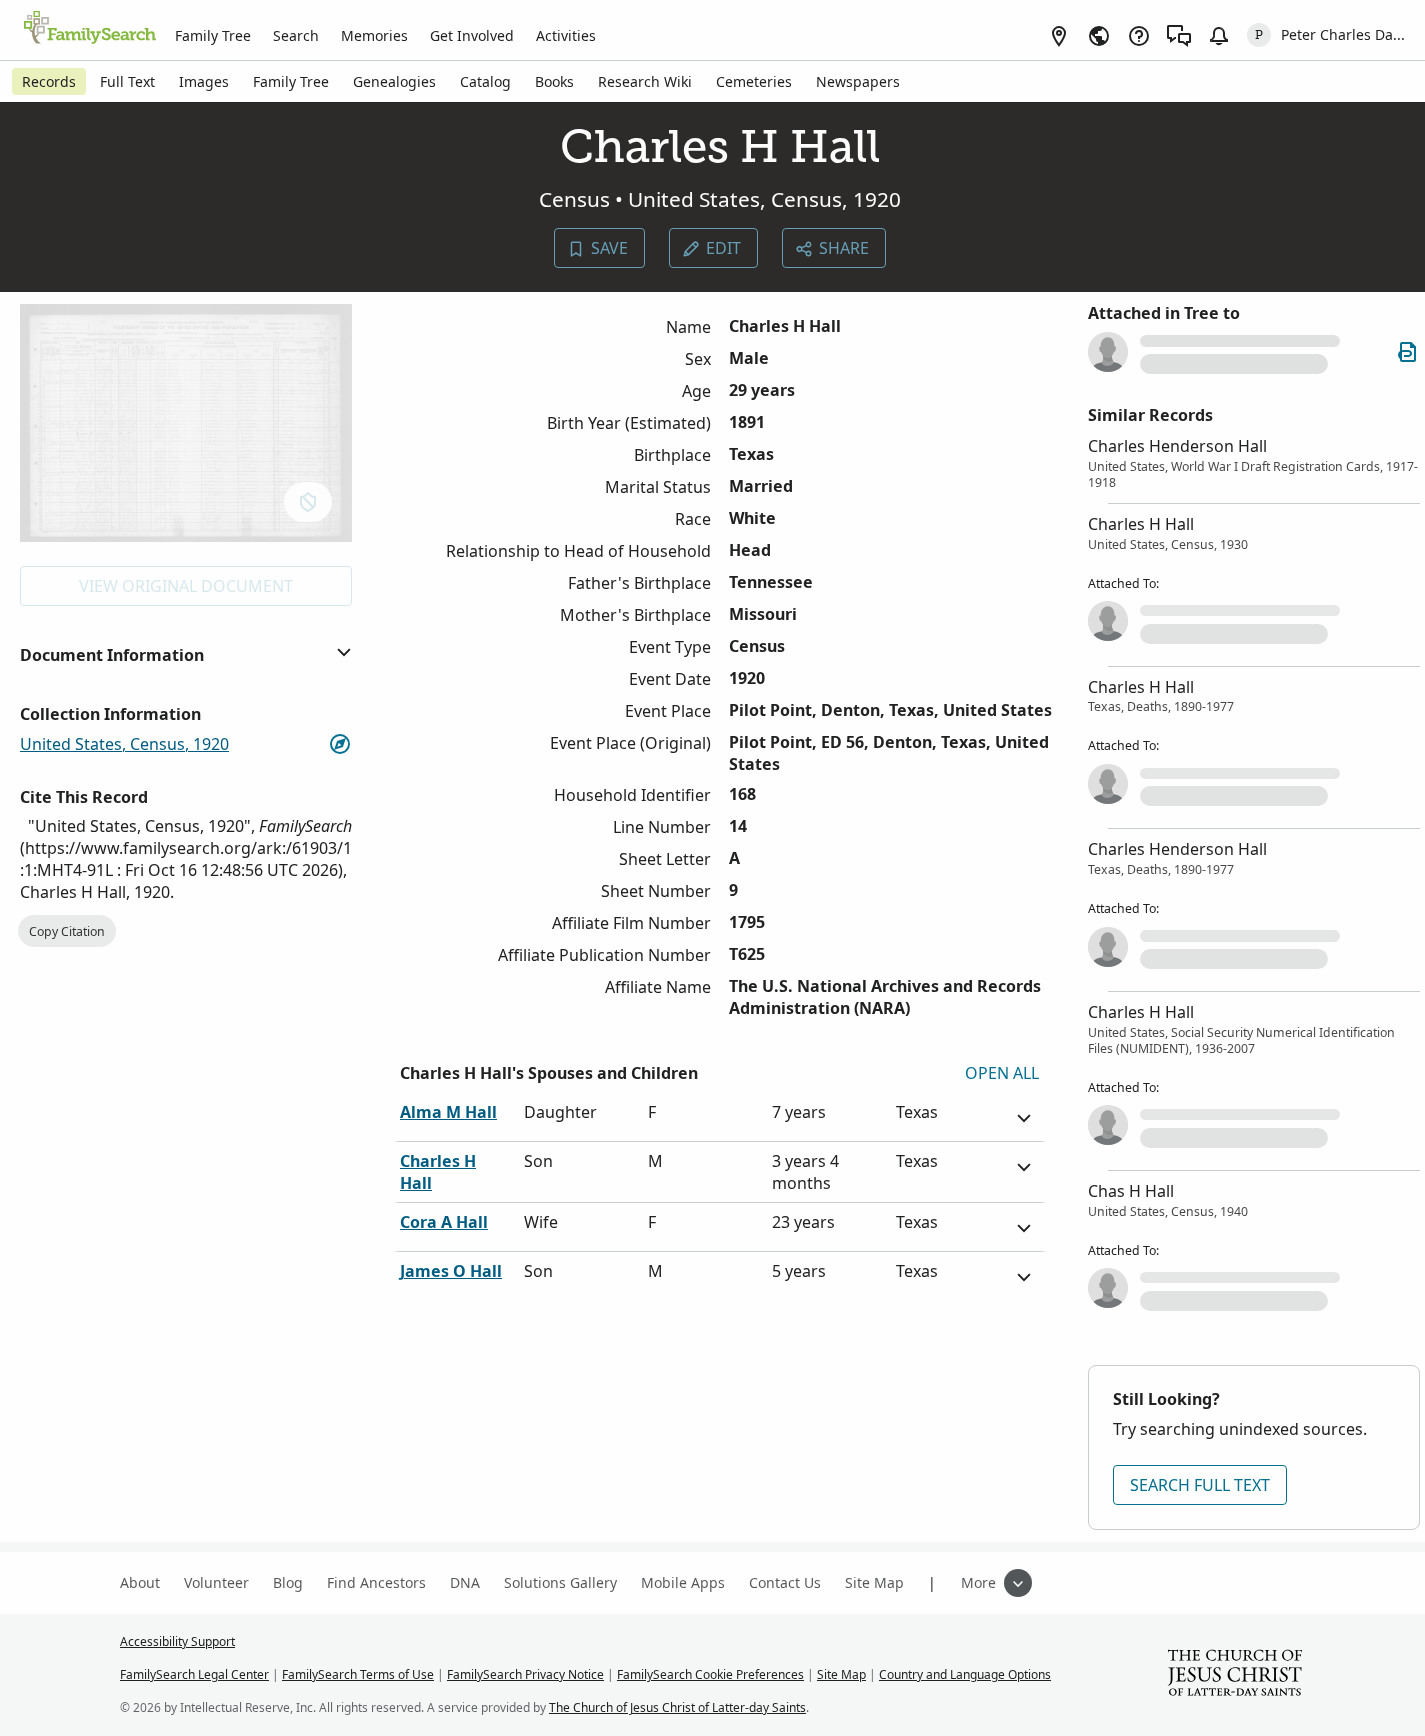 FamilySearch Family Tree Search Memories Get Involved Activities P Peter Charles Da...
Records Full Text Images Family Tree Genealogies Catalog Books Research Wiki Cemeteries Newspapers
Charles H Hall
Census • United States, Census, 1920
SAVE EDIT SHARE
VIEW ORIGINAL DOCUMENT
Document Information
Collection Information
United States, Census, 1920
Cite This Record
"United States, Census, 1920", FamilySearch
(https://www.familysearch.org/ark:/61903/1
:1:MHT4-91L : Fri Oct 16 12:48:56 UTC 2026),
Charles H Hall, 1920.
Copy Citation
Name Charles H Hall
Sex Male
Age 29 years
Birth Year (Estimated) 1891
Birthplace Texas
Marital Status Married
Race White
Relationship to Head of Household Head
Father's Birthplace Tennessee
Mother's Birthplace Missouri
Event Type Census
Event Date 1920
Event Place Pilot Point, Denton, Texas, United States
Event Place (Original) Pilot Point, ED 56, Denton, Texas, United
States
Household Identifier 168
Line Number 14
Sheet Letter A
Sheet Number 9
Affiliate Film Number 1795
Affiliate Publication Number T625
Affiliate Name The U.S. National Archives and Records
Administration (NARA)
Charles H Hall's Spouses and Children OPEN ALL
Alma M Hall Daughter F 7 years Texas
Charles H Son M 3 years 4 Texas
Hall months
Cora A Hall Wife F 23 years Texas
James O Hall Son M 5 years Texas
Attached in Tree to
Similar Records
Charles Henderson Hall
United States, World War I Draft Registration Cards, 1917-
1918
Charles H Hall
United States, Census, 1930
Attached To:
Charles H Hall
Texas, Deaths, 1890-1977
Attached To:
Charles Henderson Hall
Texas, Deaths, 1890-1977
Attached To:
Charles H Hall
United States, Social Security Numerical Identification
Files (NUMIDENT), 1936-2007
Attached To:
Chas H Hall
United States, Census, 1940
Attached To:
Still Looking?
Try searching unindexed sources.
SEARCH FULL TEXT
About Volunteer Blog Find Ancestors DNA Solutions Gallery Mobile Apps Contact Us Site Map | More
Accessibility Support
FamilySearch Legal Center | FamilySearch Terms of Use | FamilySearch Privacy Notice | FamilySearch Cookie Preferences | Site Map | Country and Language Options
© 2026 by Intellectual Reserve, Inc. All rights reserved. A service provided by The Church of Jesus Christ of Latter-day Saints.
THE CHURCH OF
JESUS CHRIST
OF LATTER-DAY SAINTS